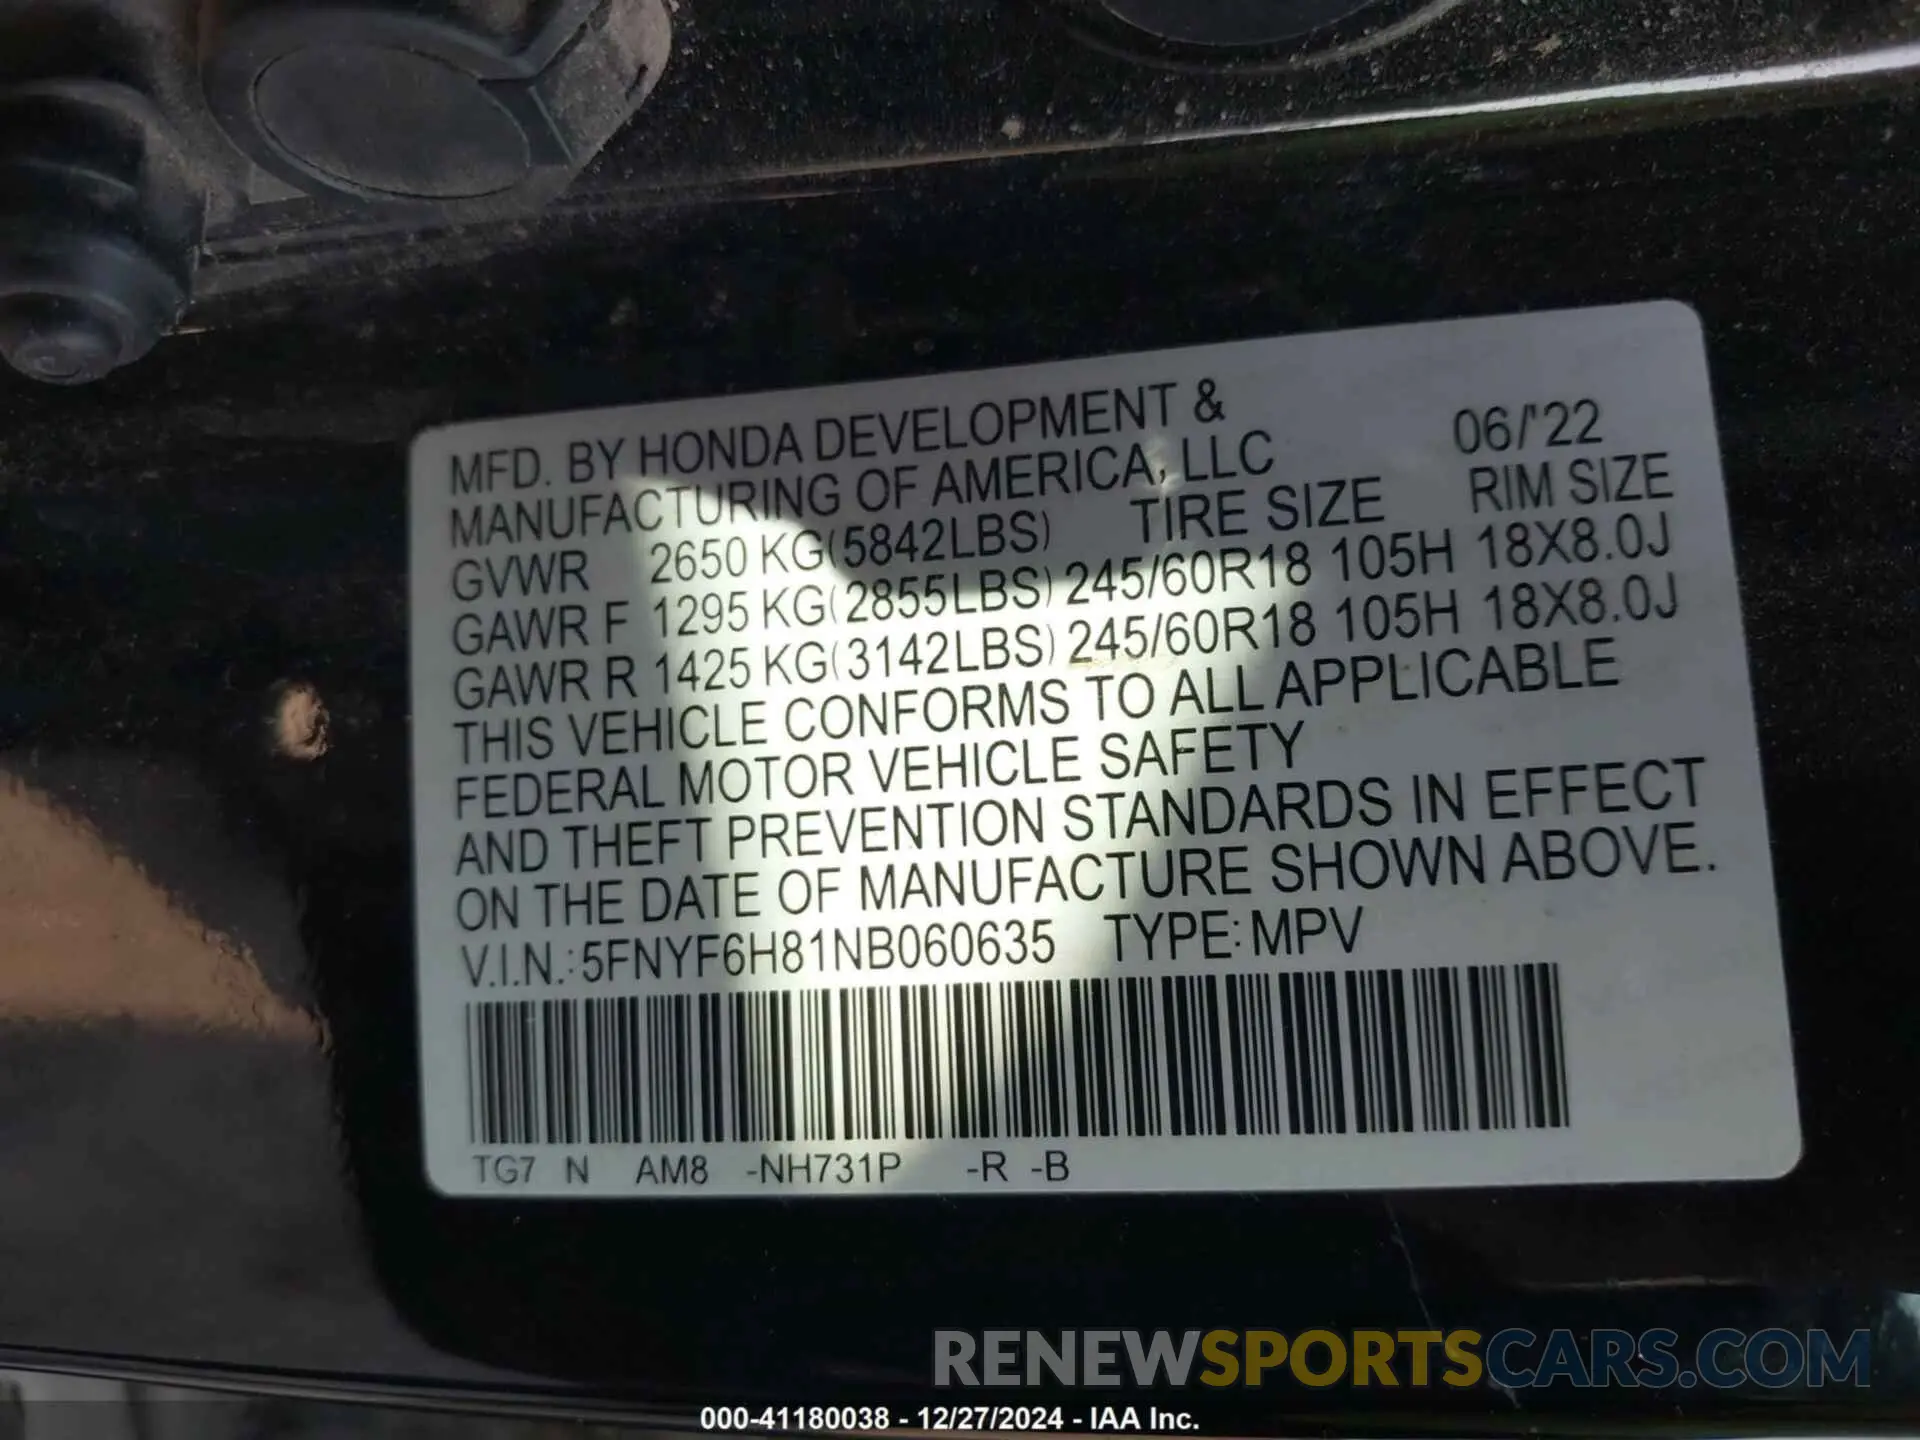 MFD. BY HONDA DEVELOPMENT &
MANUFACTURING OF AMERICA, LLC 06/'22
GVWR 2650 KG(5842LBS) TIRE SIZE RIM SIZE
GAWR F 1295 KG(2855LBS) 245/60R18 105H 18X8.0J
GAWR R 1425 KG(3142LBS) 245/60R18 105H 18X8.0J
THIS VEHICLE CONFORMS TO ALL APPLICABLE
FEDERAL MOTOR VEHICLE SAFETY
AND THEFT PREVENTION STANDARDS IN EFFECT
ON THE DATE OF MANUFACTURE SHOWN ABOVE.
V.I.N.: 5FNYF6H81NB060635 TYPE: MPV
TG7 N AM8 -NH731P -R -B
RENEWSPORTSCARS.COM
000-41180038 - 12/27/2024 - IAA Inc.